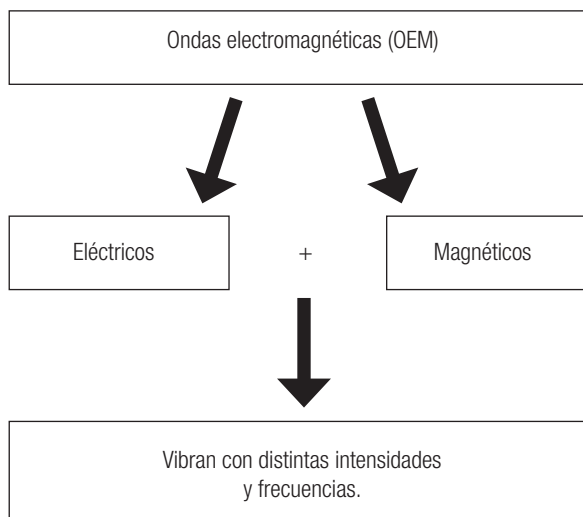 Ondas electromagnéticas (OEM)
Eléctricos + Magnéticos
Vibran con distintas intensidades
y frecuencias.